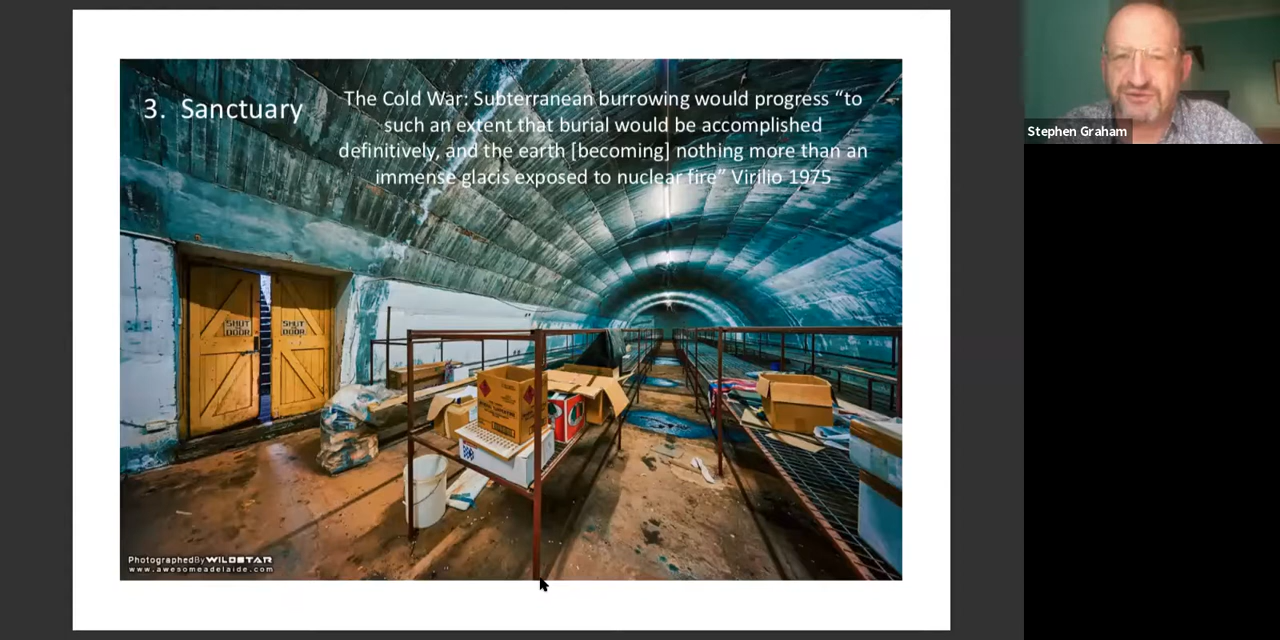 3. Sanctuary
The Cold War: Subterranean burrowing would progress “to
such an extent that burial would be accomplished
definitively, and the earth [becoming] nothing more than an
immense glacis exposed to nuclear fire” Virilio 1975
Stephen Graham
SHUT
DOOR
SHUT
DOOR
PhotographedByWILDSTAR
www.awesomeadelaide.com